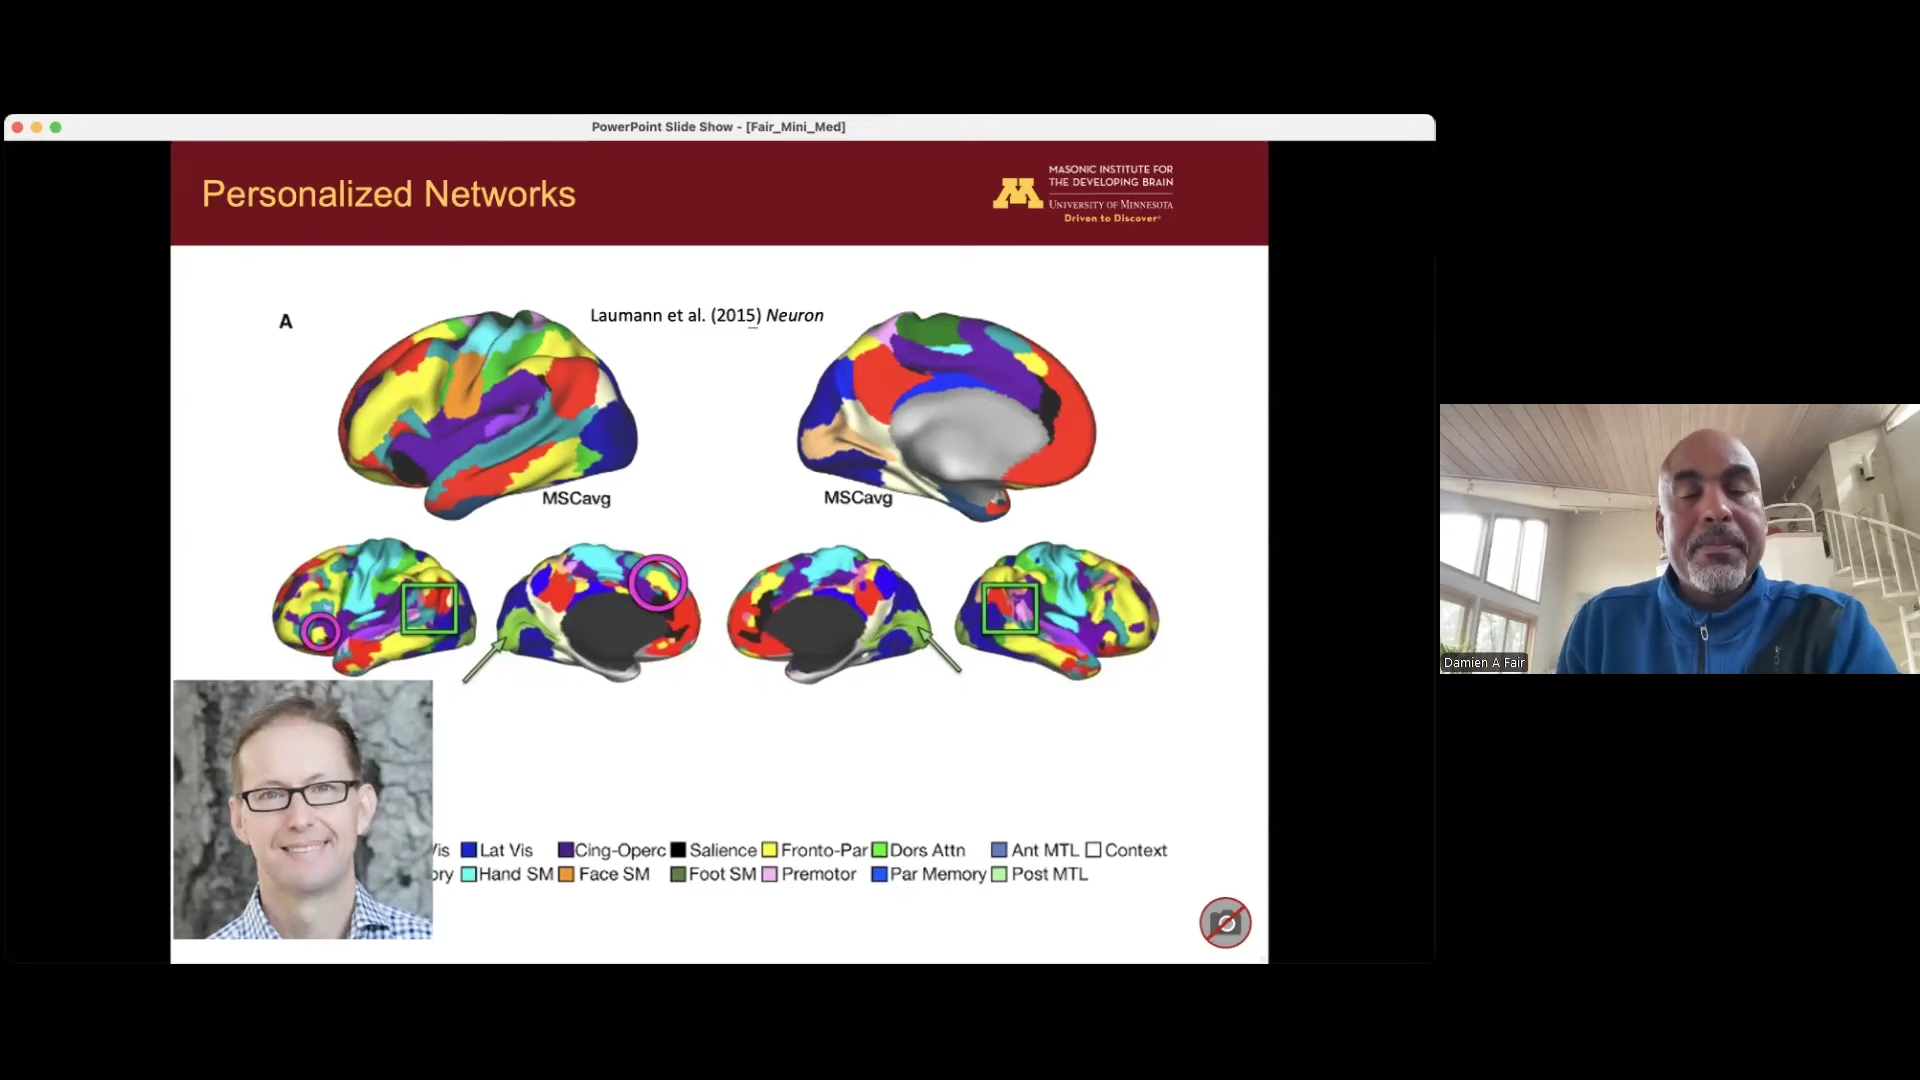 PowerPoint Slide Show - [Fair_Mini_Med]
Personalized Networks
MASONIC INSTITUTE FOR
THE DEVELOPING BRAIN
UNIVERSITY OF MINNESOTA
Driven to Discover®
A
Laumann et al. (2015) Neuron
MSCavg
MSCavg
Vis Lat Vis Cing-Operc Salience Fronto-Par Dors Attn Ant MTL Context
ory Hand SM Face SM Foot SM Premotor Par Memory Post MTL
Damien A Fair